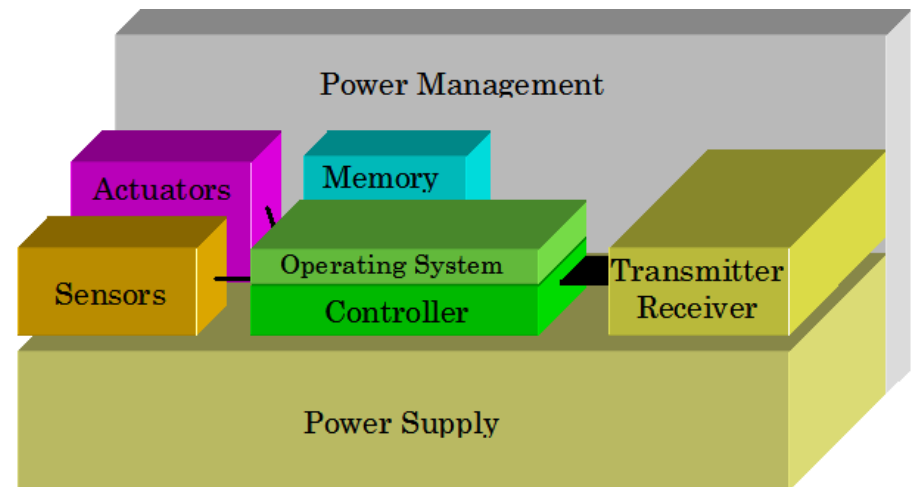 Power Management
Actuators
Memory
Sensors
Operating System
Controller
Transmitter
Receiver
Power Supply